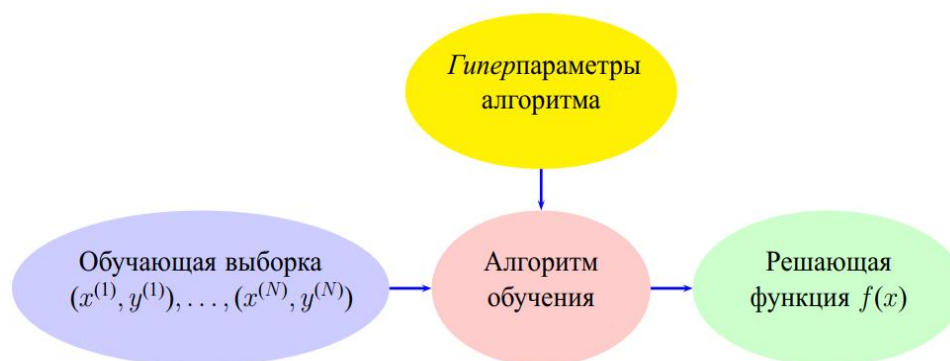 Гиперпараметры
алгоритма
Обучающая выборка
(x^{(1)}, y^{(1)}), . . . , (x^{(N)}, y^{(N)})
Алгоритм
обучения
Решающая
функция f(x)